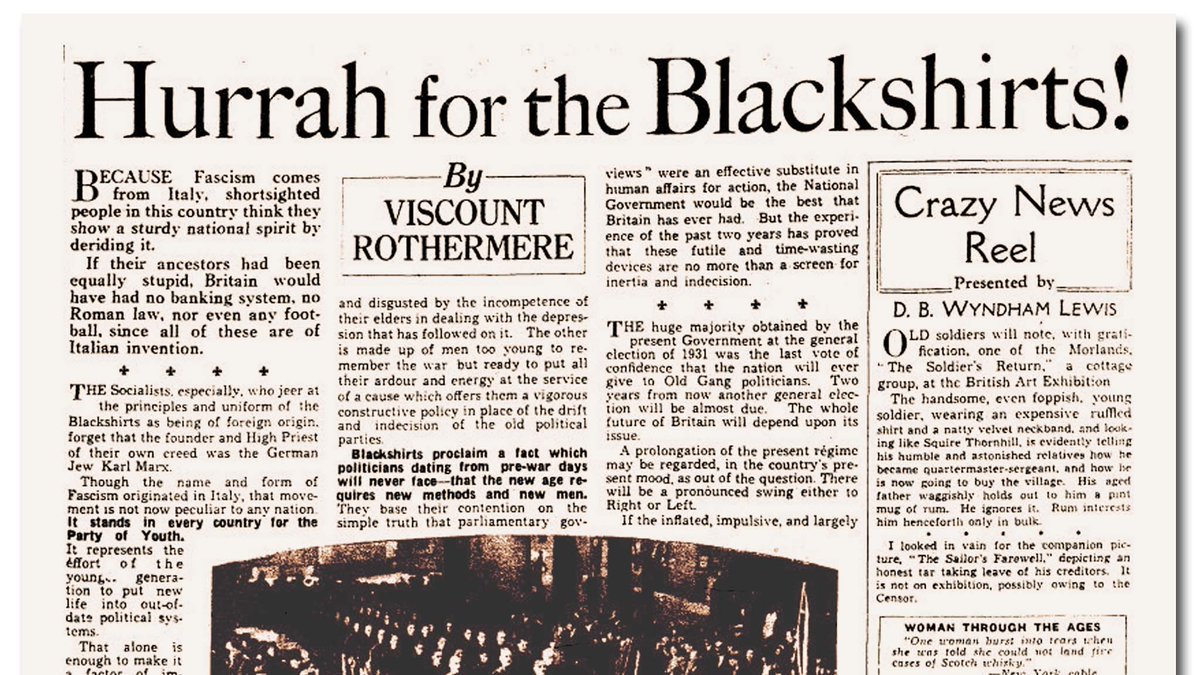 Hurrah for the Blackshirts!
BECAUSE Fascism comes
from Italy, shortsighted
people in this country think they
show a sturdy national spirit by
deriding it.
If their ancestors had been
equally stupid, Britain would
have had no banking system, no
Roman law, nor even any foot-
ball, since all of these are of
Italian invention.
THE Socialists, especially, who jeer at
the principles and uniform of the
Blackshirts as being of foreign origin,
forget that the founder and High Priest
of their own creed was the German
Jew Karl Marx.
Though the name and form of
Fascism originated in Italy, that move-
ment is not now peculiar to any nation.
It stands in every country for the
Party of Youth.
It represents the
effort of the
young genera-
tion to put new
life into out-of-
date political sys-
tems.
That alone is
enough to make it
a factor of im-
By
VISCOUNT
ROTHERMERE
and disgusted by the incompetence of
their elders in dealing with the depres-
sion that has followed on it. The other
is made up of men too young to re-
member the war but ready to put all
their ardour and energy at the service
of a cause which offers them a vigorous
constructive policy in place of the drift
and indecision of the old political
parties.
Blackshirts proclaim a fact which
politicians dating from pre-war days
will never face—that the new age re-
quires new methods and new men.
They base their contention on the
simple truth that parliamentary gov-
views" were an effective substitute in
human affairs for action, the National
Government would be the best that
Britain has ever had. But the experi-
ence of the past two years has proved
that these futile and time-wasting
devices are no more than a screen for
inertia and indecision.
THE huge majority obtained by the
present Government at the general
election of 1931 was the last vote of
confidence that the nation will ever
give to Old Gang politicians. Two
years from now another general elec-
tion will be almost due. The whole
future of Britain will depend upon its
issue.
A prolongation of the present régime
may be regarded, in the country's pre-
sent mood, as out of the question. There
will be a pronounced swing either to
Right or Left.
If the inflated, impulsive, and largely
Crazy News
Reel
Presented by
D. B. WYNDHAM LEWIS
OLD soldiers will note, with grati-
fication, one of the Morlands,
"The Soldier's Return," a cottage
group, at the British Art Exhibition
The handsome, even foppish, young
soldier, wearing an expensive ruffled
shirt and a natty velvet neckband, and look-
ing like Squire Thornhill, is evidently telling
his humble and astonished relatives how he
became quartermaster-sergeant, and how he
is now going to buy the village. His aged
father waggishly holds out to him a pint
mug of rum. He ignores it. Rum interests
him henceforth only in bulk.
I looked in vain for the companion pic-
ture, "The Sailor's Farewell," depicting an
honest tar taking leave of his creditors. It
is not on exhibition, possibly owing to the
Censor.
WOMAN THROUGH THE AGES
"One woman burst into tears when
she was told she could not land five
cases of Scotch whisky."
—New York cable